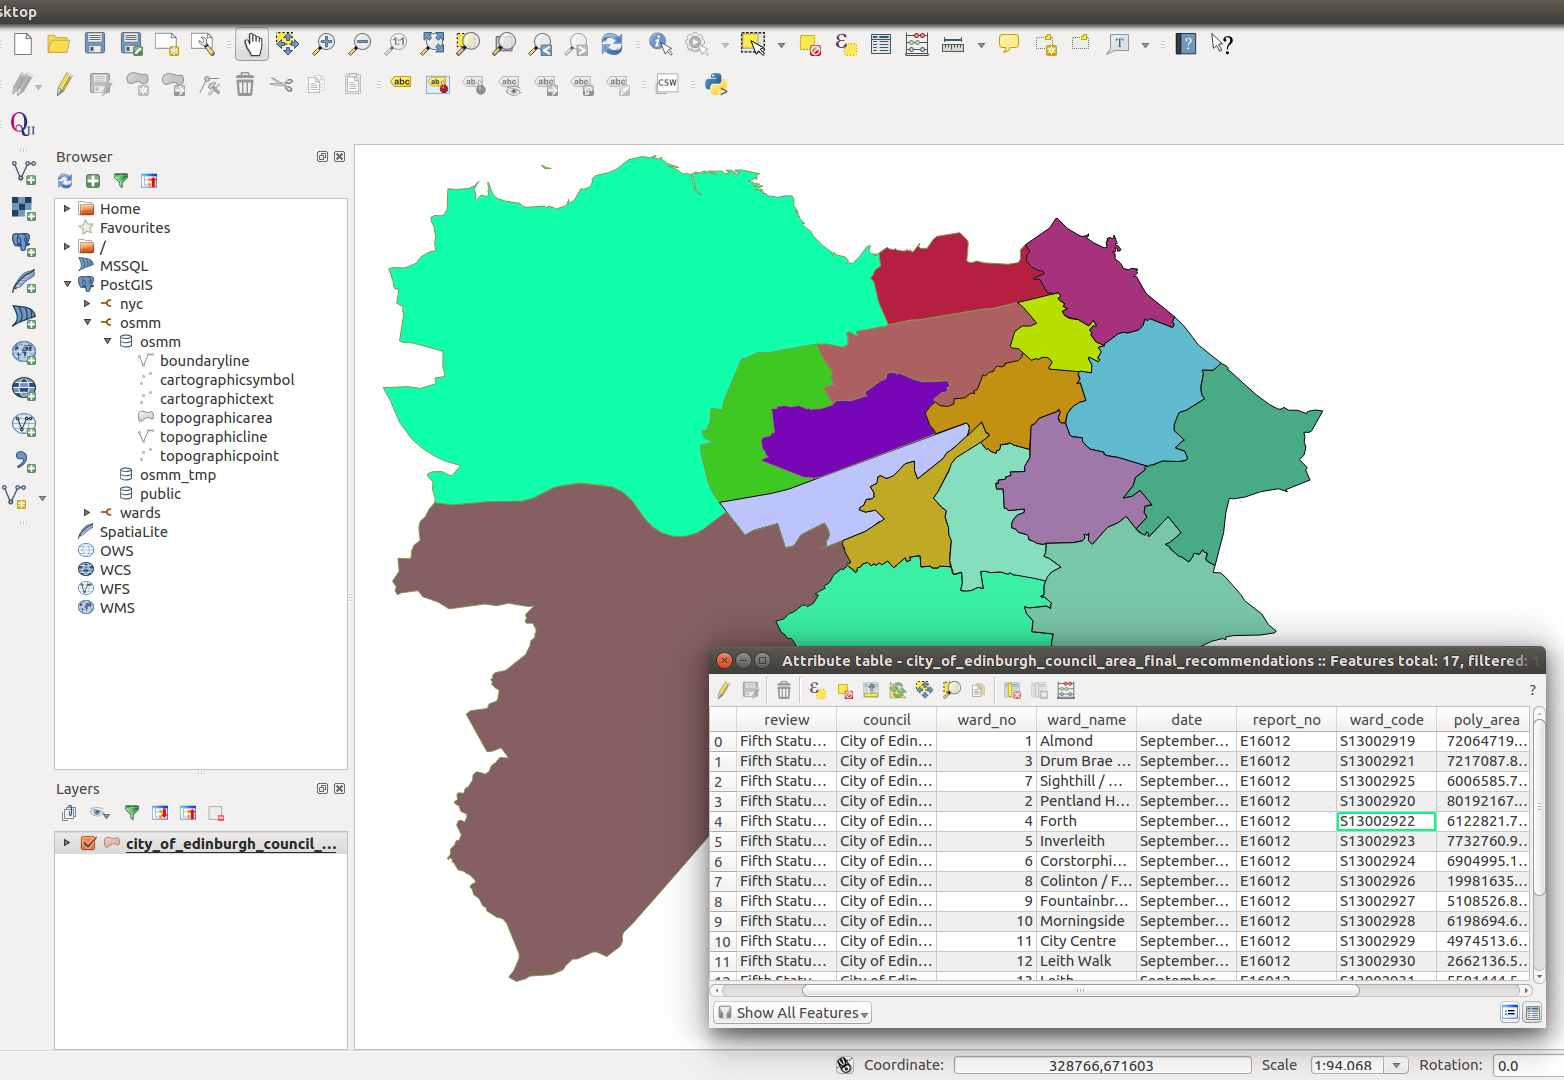 sktop
1:1
abc
ab
abc
abc
abc
abc
abc
CSW
T
?
?
Browser
Home
Favourites
/
MSSQL
PostGIS
nyc
osmm
osmm
boundaryline
cartographicsymbol
cartographictext
topographicarea
topographicline
topographicpoint
osmm_tmp
public
wards
SpatiaLite
OWS
WCS
WFS
WMS
Layers
city_of_edinburgh_council_...
Attribute table - city_of_edinburgh_council_area_final_recommendations :: Features total: 17, filtered:
?
review council ward_no ward_name date report_no ward_code poly_area
0 Fifth Statu... City of Edin... 1 Almond September... E16012 S13002919 72064719...
1 Fifth Statu... City of Edin... 3 Drum Brae ... September... E16012 S13002921 7217087.8...
2 Fifth Statu... City of Edin... 7 Sighthill / ... September... E16012 S13002925 6006585.7...
3 Fifth Statu... City of Edin... 2 Pentland H... September... E16012 S13002920 80192167...
4 Fifth Statu... City of Edin... 4 Forth September... E16012 S13002922 6122821.7...
5 Fifth Statu... City of Edin... 5 Inverleith September... E16012 S13002923 7732760.9...
6 Fifth Statu... City of Edin... 6 Corstorphi... September... E16012 S13002924 6904995.1...
7 Fifth Statu... City of Edin... 8 Colinton / F... September... E16012 S13002926 19981635...
8 Fifth Statu... City of Edin... 9 Fountainbr... September... E16012 S13002927 5108526.8...
9 Fifth Statu... City of Edin... 10 Morningside September... E16012 S13002928 6198694.6...
10 Fifth Statu... City of Edin... 11 City Centre September... E16012 S13002929 4974513.6...
11 Fifth Statu... City of Edin... 12 Leith Walk September... E16012 S13002930 2662136.5...
Show All Features
Coordinate: 328766,671603 Scale 1:94,068 Rotation: 0.0